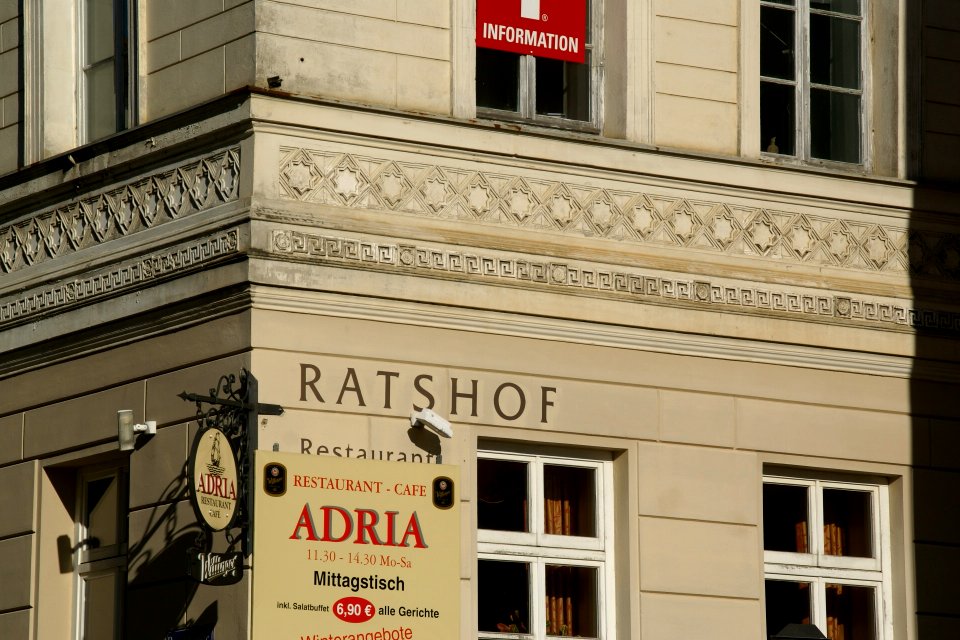 INFORMATION
RATSHOF
Restaurant
RESTAURANT - CAFE
ADRIA
11.30 - 14.30 Mo-Sa
Mittagstisch
inkl. Salatbuffet 6,90 € alle Gerichte
Winterangebote
ADRIA
RESTAURANT
CAFE